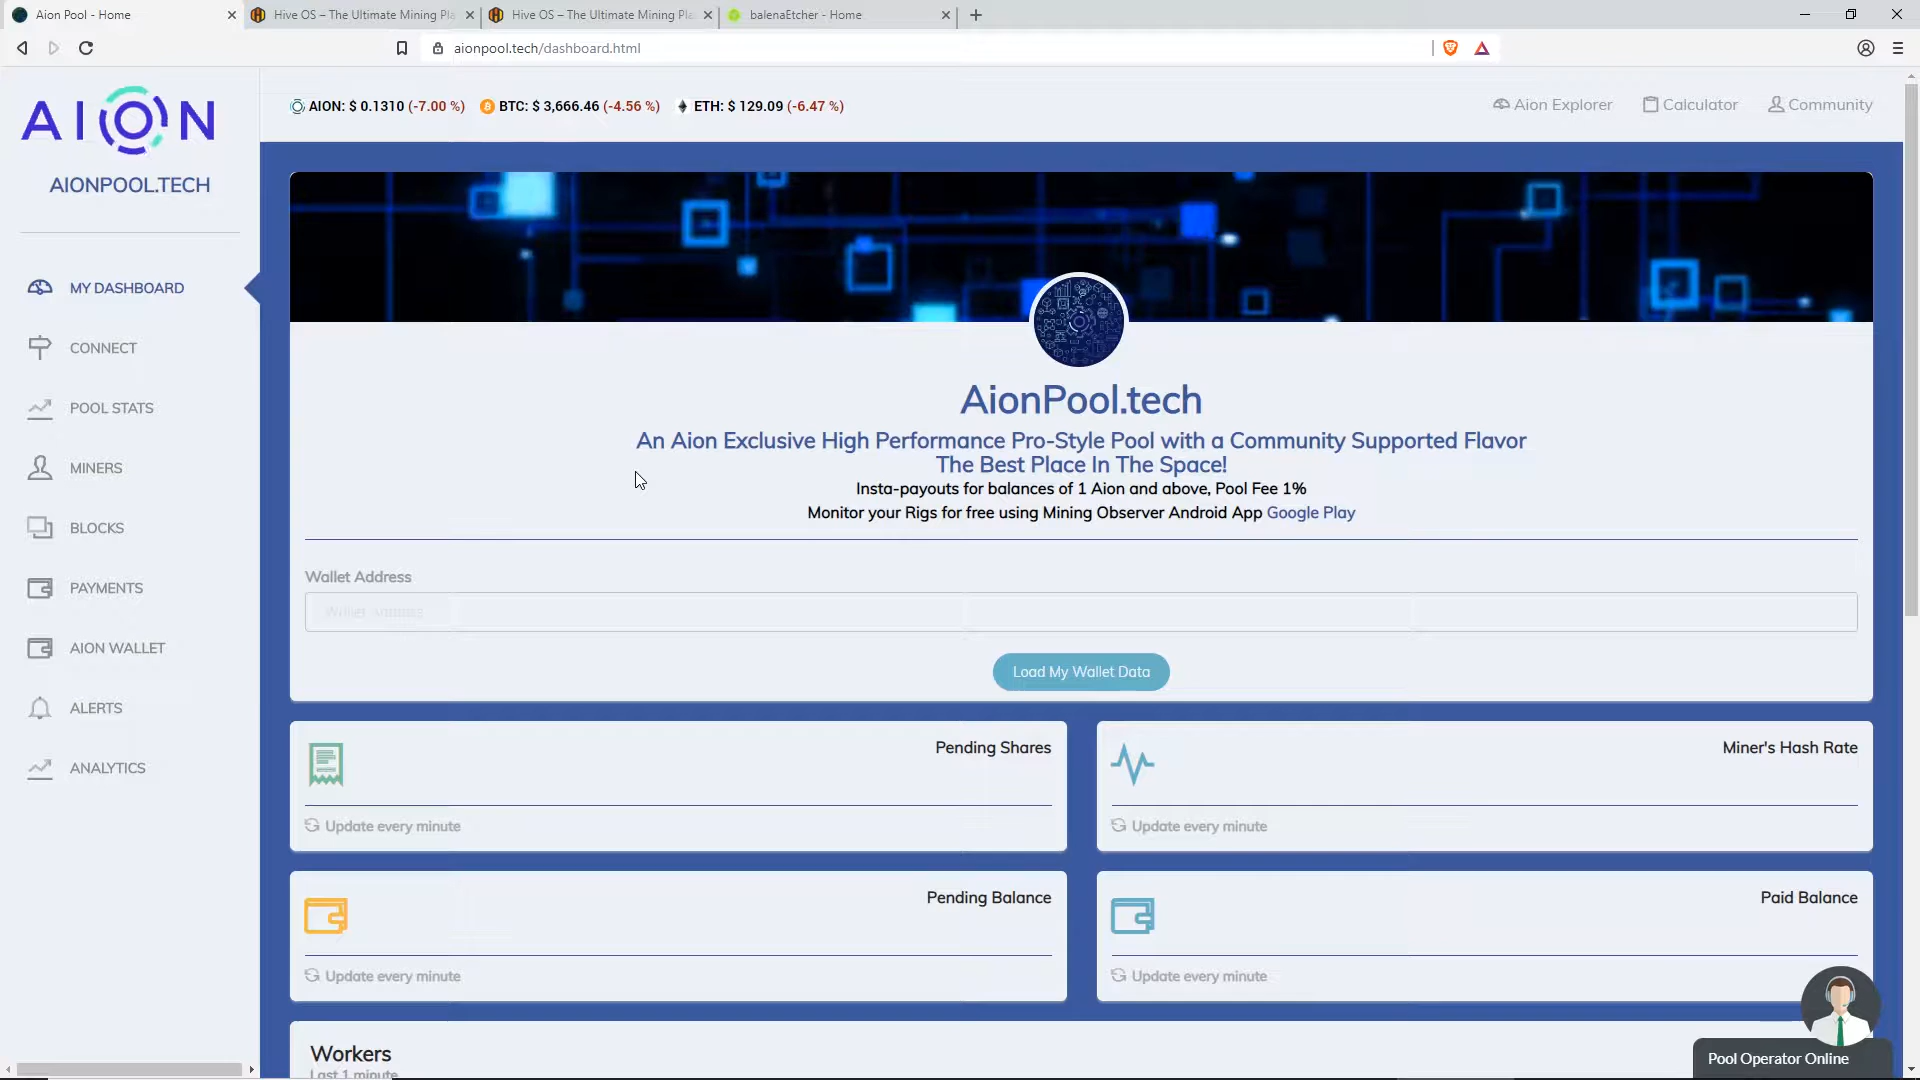 Aion Pool - Home
Hive OS – The Ultimate Mining Pla
Hive OS – The Ultimate Mining Pla
balenaEtcher - Home
aionpool.tech/dashboard.html
AION
AIONPOOL.TECH
AION: $ 0.1310 (-7.00 %)
BTC: $ 3,666.46 (-4.56 %)
ETH: $ 129.09 (-6.47 %)
Aion Explorer
Calculator
Community
MY DASHBOARD
CONNECT
POOL STATS
MINERS
BLOCKS
PAYMENTS
AION WALLET
ALERTS
ANALYTICS
AionPool.tech
An Aion Exclusive High Performance Pro-Style Pool with a Community Supported Flavor
The Best Place In The Space!
Insta-payouts for balances of 1 Aion and above, Pool Fee 1%
Monitor your Rigs for free using Mining Observer Android App Google Play
Wallet Address
Wallet Address
Load My Wallet Data
Pending Shares
Update every minute
Miner's Hash Rate
Update every minute
Pending Balance
Update every minute
Paid Balance
Update every minute
Workers
Last 1 minute
Pool Operator Online